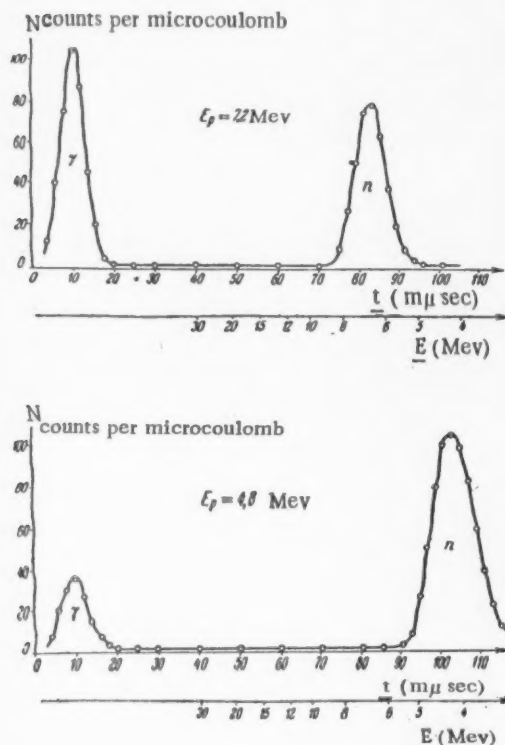 N counts per microcoulomb
100
80
60
40
20
0
E_p = 22 Mev
γ
n
0 10 20 30 40 50 60 70 80 90 100 110
t (mμ sec)
30 20 15 12 10 8 6 5 4
E (Mev)
N counts per microcoulomb
100
80
60
40
20
0
E_p = 4,8 Mev
γ
n
0 10 20 30 40 50 60 70 80 90 100 110
t (mμ sec)
30 20 15 12 10 8 6 5 4
E (Mev)